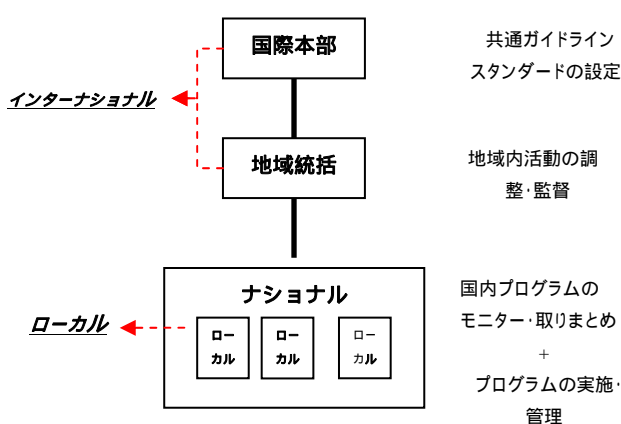 国際本部
共通ガイドライン
スタンダードの設定
インターナショナル
地域統括
地域内活動の調
整・監督
ナショナル
国内プログラムの
モニター・取りまとめ
+
プログラムの実施・
管理
ローカル
ロー
カル
ロー
カル
ロー
カル